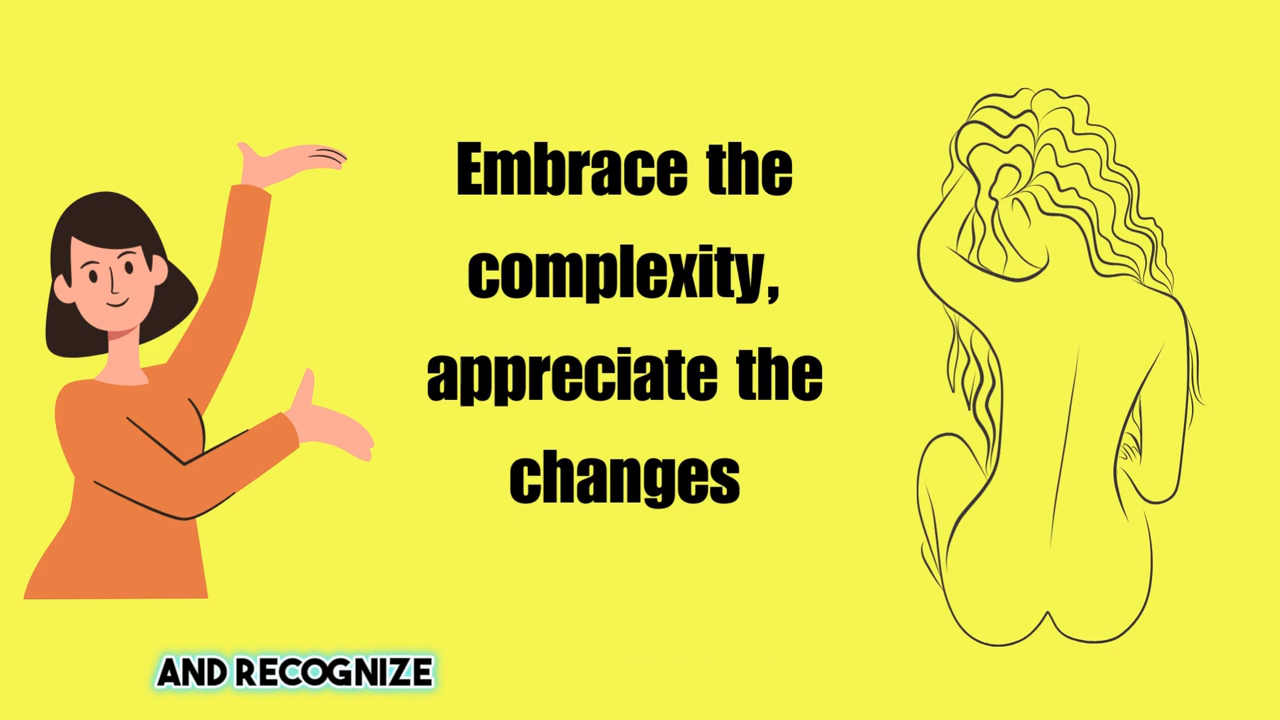 Embrace the
complexity,
appreciate the
changes
AND RECOGNIZE